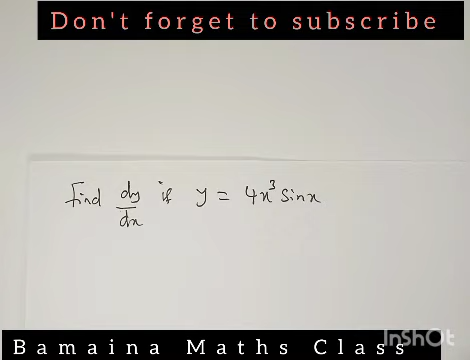 Don't forget to subscribe
Find dy/dx if y = 4x³ sinx
InShOt
Bamaina Maths Class